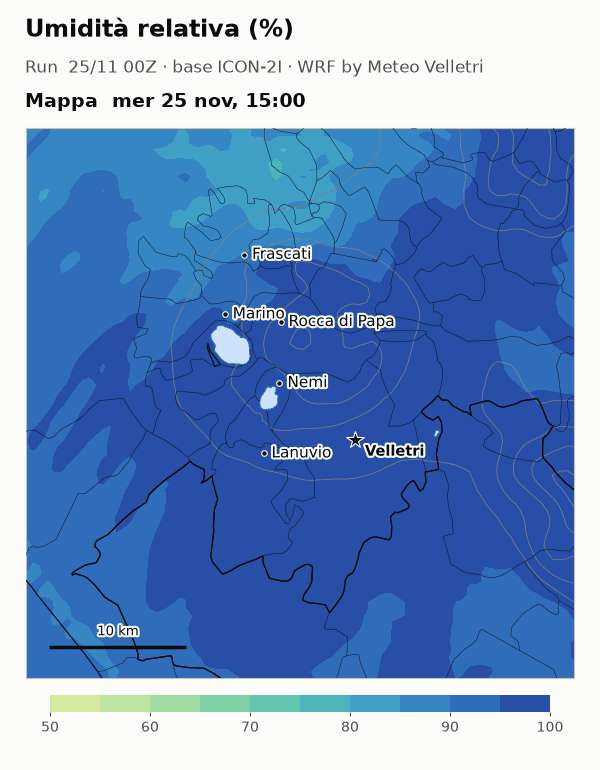 Umidità relativa (%)
Run  25/11 00Z · base ICON-2I · WRF by Meteo Velletri
Mappa  mer 25 nov, 15:00
Frascati
Marino
Rocca di Papa
Nemi
Velletri
Lanuvio
10 km
50 60 70 80 90 100